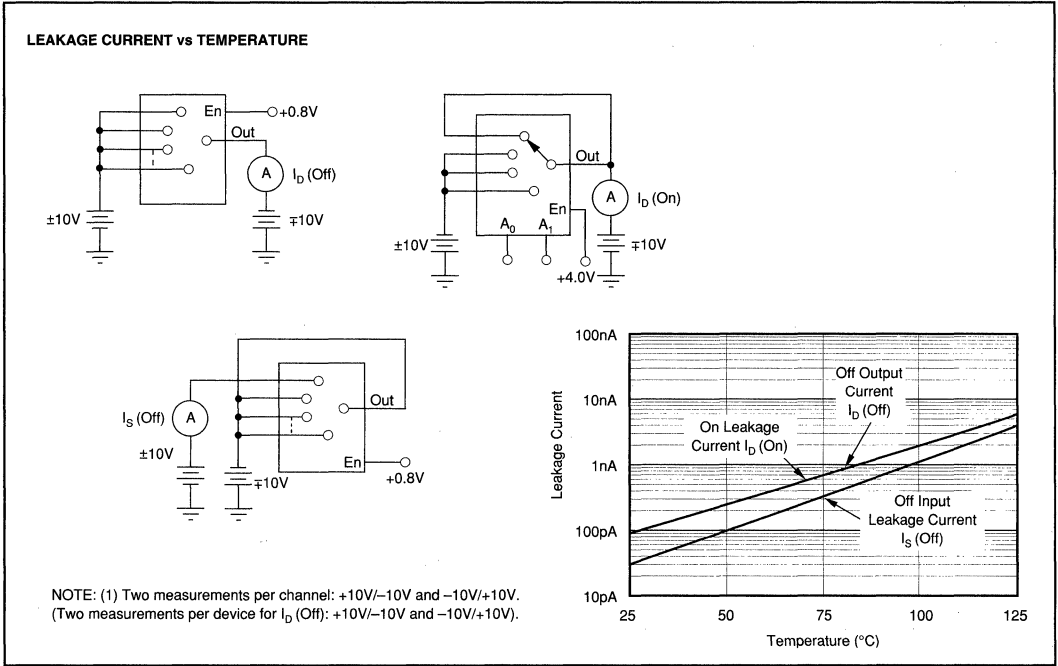 LEAKAGE CURRENT vs TEMPERATURE
En
+0.8V
Out
A
I_D (Off)
±10V
∓10V
Out
A
I_D (On)
En
A_0
A_1
±10V
∓10V
+4.0V
I_S (Off)
A
Out
±10V
∓10V
En
+0.8V
100nA
10nA
1nA
100pA
10pA
Leakage Current
Off Output
Current
I_D (Off)
On Leakage
Current I_D (On)
Off Input
Leakage Current
I_S (Off)
25
50
75
100
125
Temperature (°C)
NOTE: (1) Two measurements per channel: +10V/–10V and –10V/+10V.
(Two measurements per device for I_D (Off): +10V/–10V and –10V/+10V).